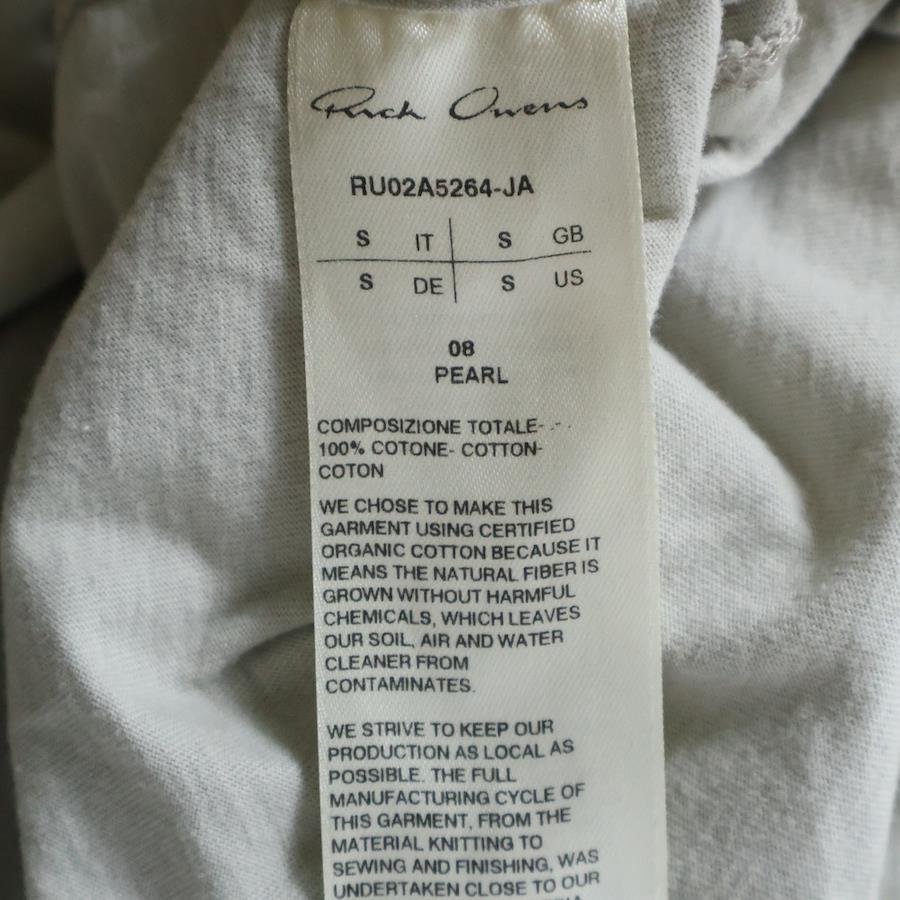 Rick Owens
RU02A5264-JA
S IT S GB
S DE S US
08
PEARL
COMPOSIZIONE TOTALE-
100% COTONE- COTTON-
COTON
WE CHOSE TO MAKE THIS
GARMENT USING CERTIFIED
ORGANIC COTTON BECAUSE IT
MEANS THE NATURAL FIBER IS
GROWN WITHOUT HARMFUL
CHEMICALS, WHICH LEAVES
OUR SOIL, AIR AND WATER
CLEANER FROM
CONTAMINATES.
WE STRIVE TO KEEP OUR
PRODUCTION AS LOCAL AS
POSSIBLE. THE FULL
MANUFACTURING CYCLE OF
THIS GARMENT, FROM THE
MATERIAL KNITTING TO
SEWING AND FINISHING, WAS
UNDERTAKEN CLOSE TO OUR